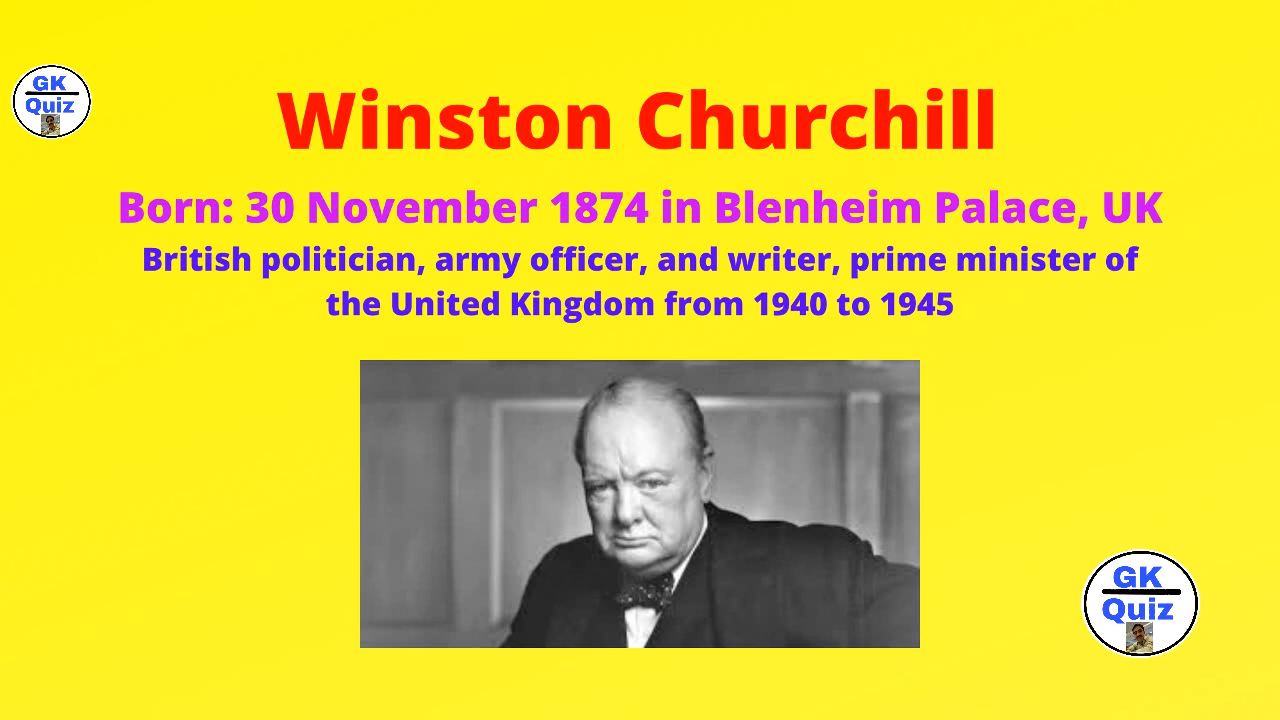 GK
Quiz
Winston Churchill
Born: 30 November 1874 in Blenheim Palace, UK
British politician, army officer, and writer, prime minister of
the United Kingdom from 1940 to 1945
GK
Quiz